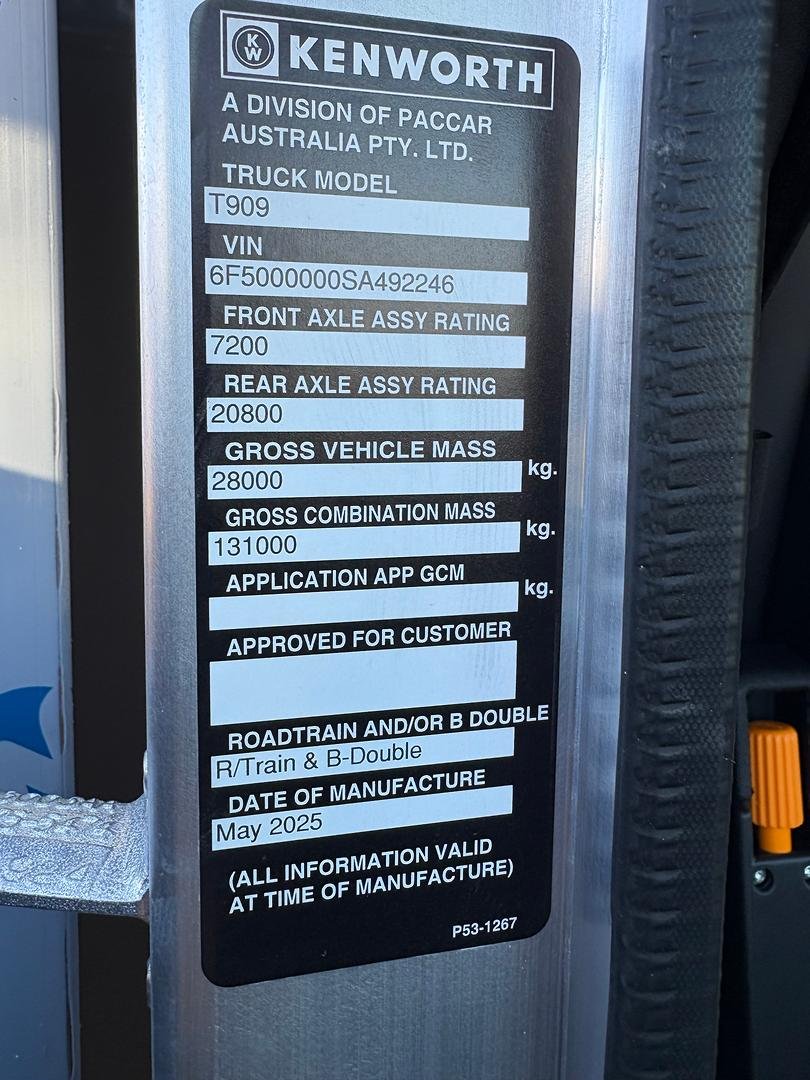 KW KENWORTH
A DIVISION OF PACCAR
AUSTRALIA PTY. LTD.
TRUCK MODEL
T909
VIN
6F5000000SA492246
FRONT AXLE ASSY RATING
7200
REAR AXLE ASSY RATING
20800
GROSS VEHICLE MASS
28000 kg.
GROSS COMBINATION MASS
131000 kg.
APPLICATION APP GCM
kg.
APPROVED FOR CUSTOMER
ROADTRAIN AND/OR B DOUBLE
R/Train & B-Double
DATE OF MANUFACTURE
May 2025
(ALL INFORMATION VALID
AT TIME OF MANUFACTURE)
P53-1267